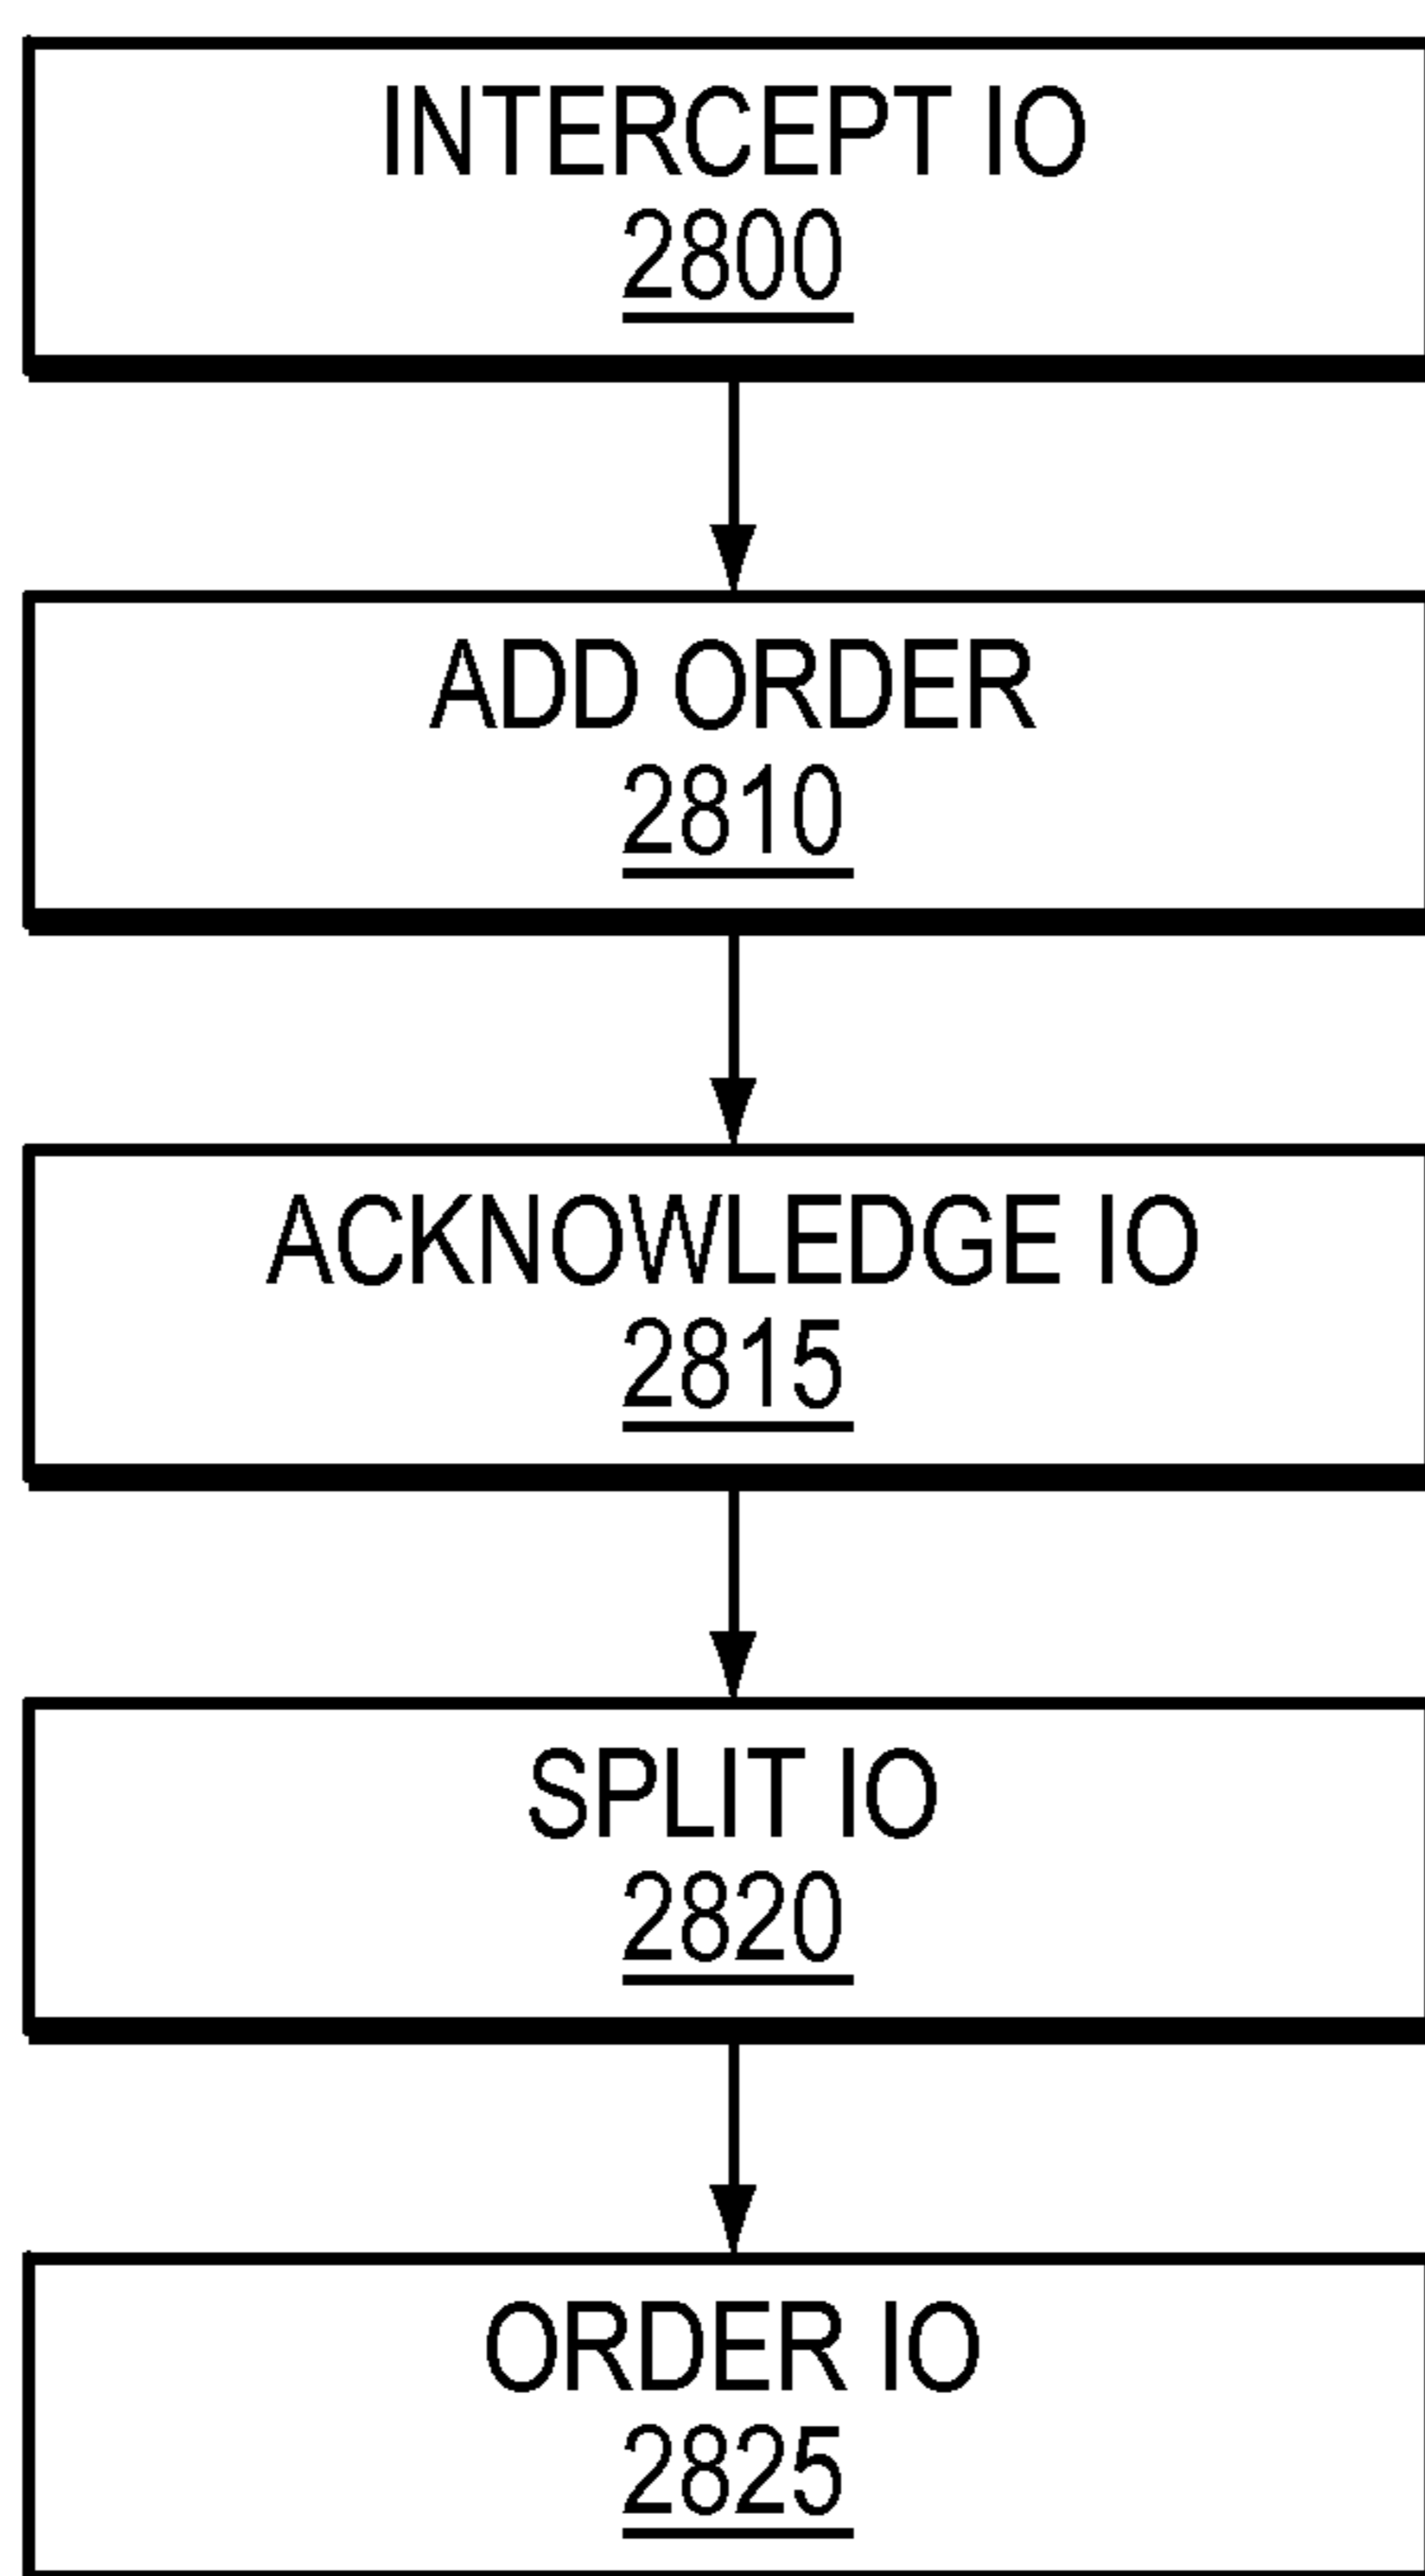 INTERCEPT IO
2800
ADD ORDER
2810
ACKNOWLEDGE IO
2815
SPLIT IO
2820
ORDER IO
2825